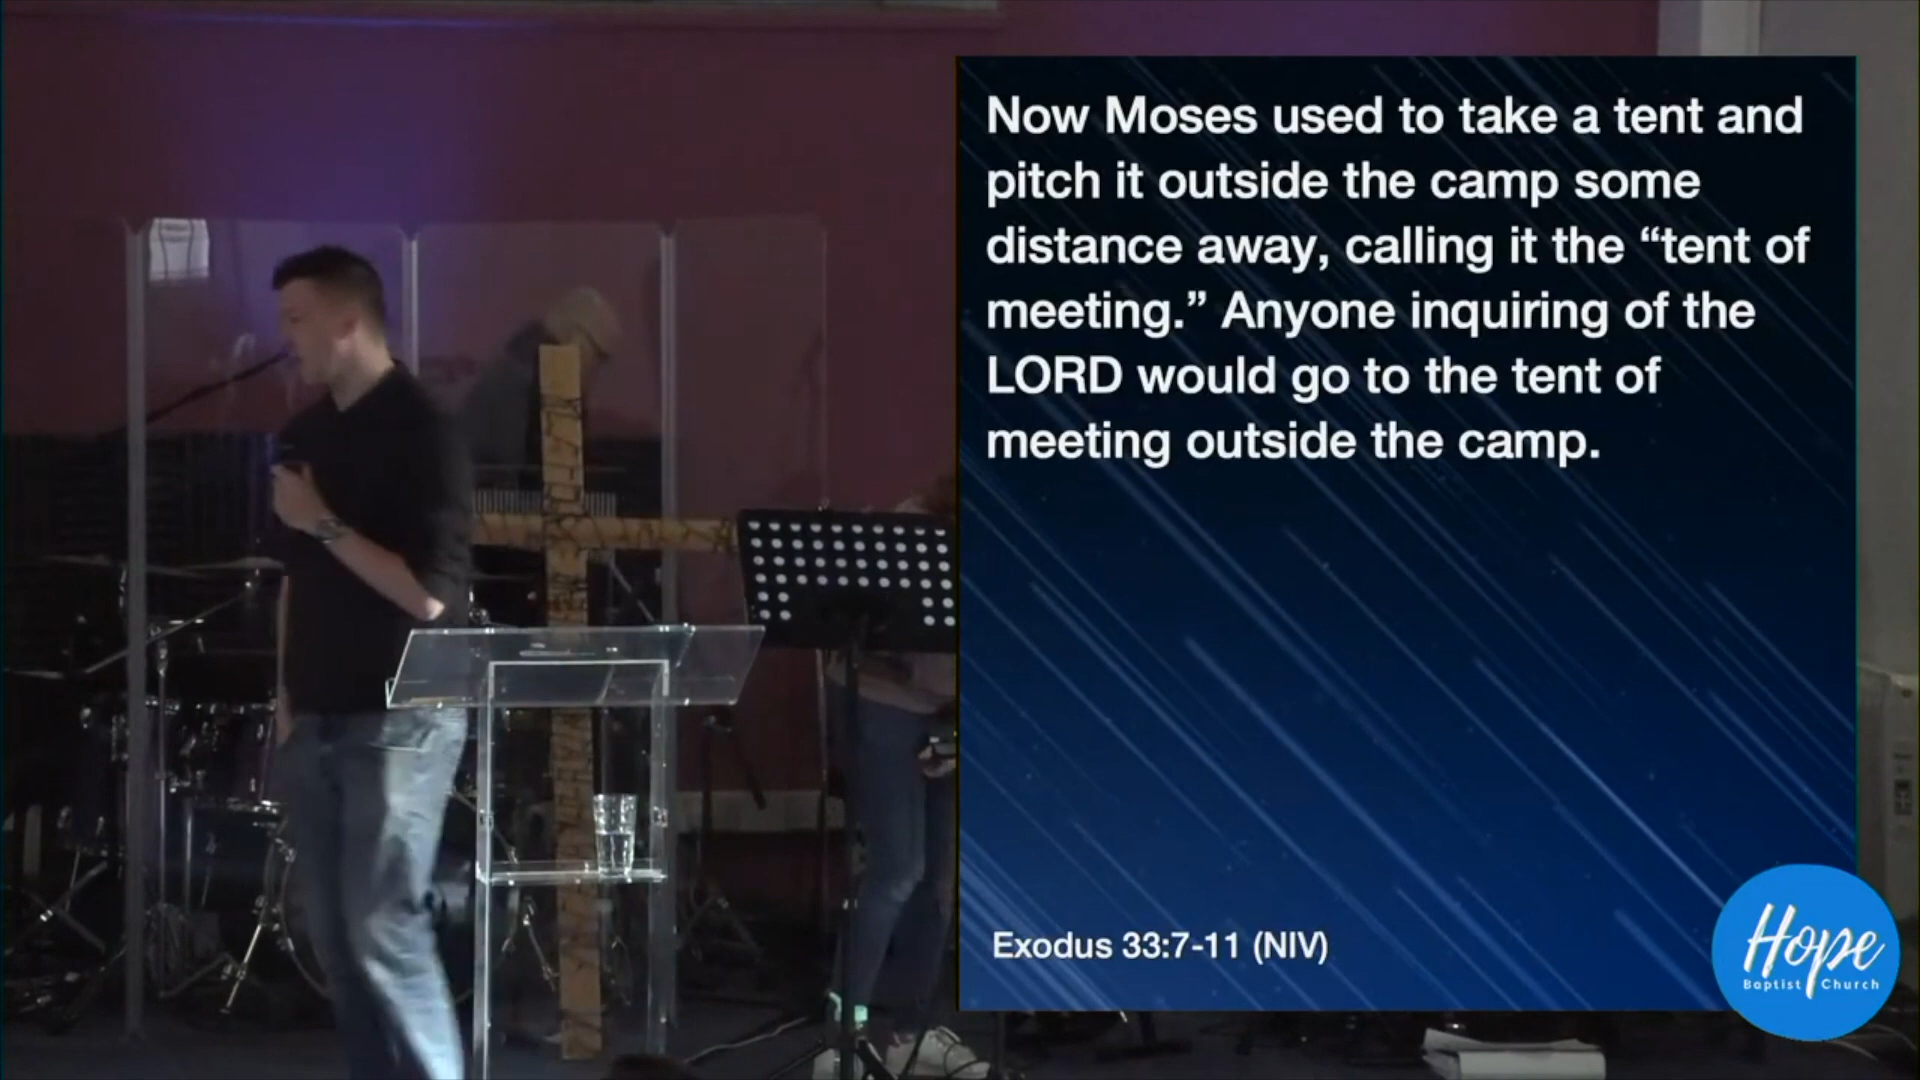 Now Moses used to take a tent and
pitch it outside the camp some
distance away, calling it the “tent of
meeting.” Anyone inquiring of the
LORD would go to the tent of
meeting outside the camp.
Exodus 33:7-11 (NIV)
Hope
Baptist Church